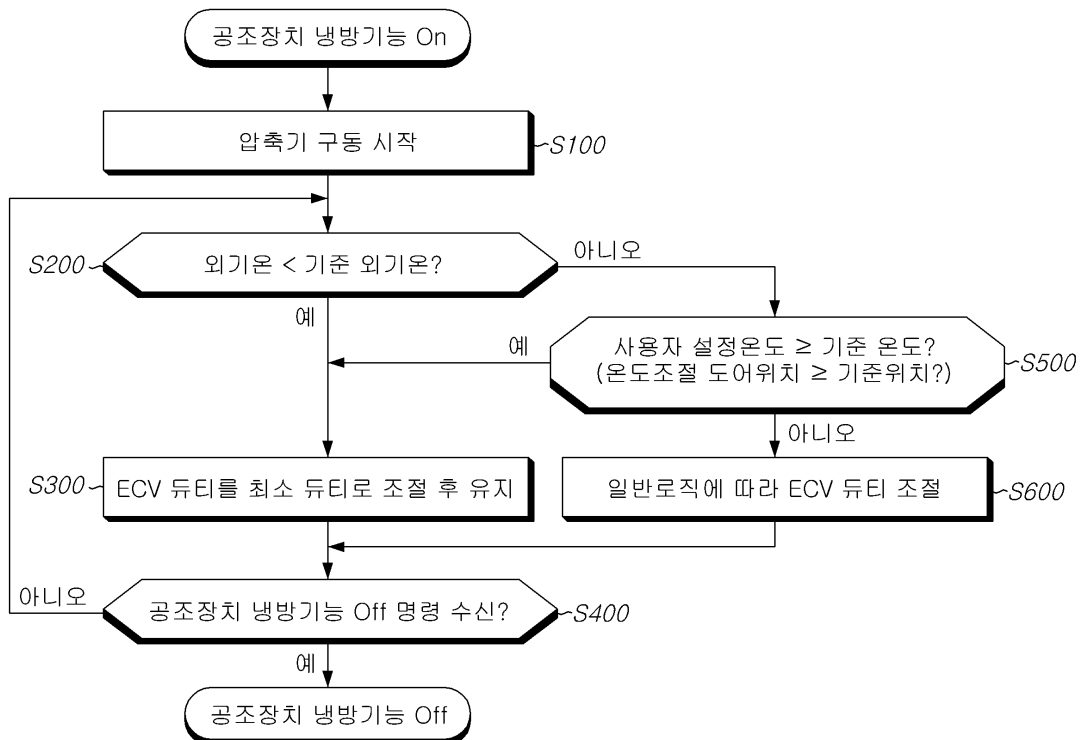 공조장치 냉방기능 On
압축기 구동 시작
S100
외기온 < 기준 외기온?
S200
아니오
예
사용자 설정온도 ≥ 기준 온도?
(온도조절 도어위치 ≥ 기준위치?)
S500
예
아니오
S300
ECV 듀티를 최소 듀티로 조절 후 유지
일반로직에 따라 ECV 듀티 조절
S600
아니오
공조장치 냉방기능 Off 명령 수신?
S400
예
공조장치 냉방기능 Off